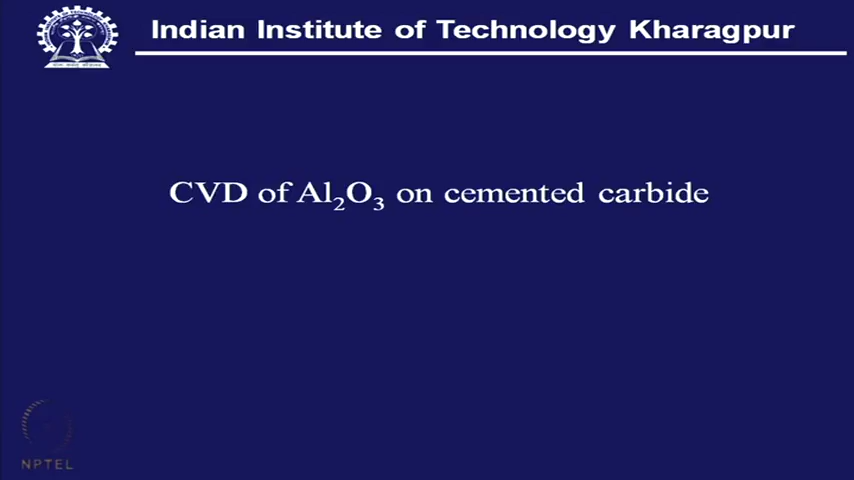 Indian Institute of Technology Kharagpur
CVD of Al₂O₃ on cemented carbide
NPTEL